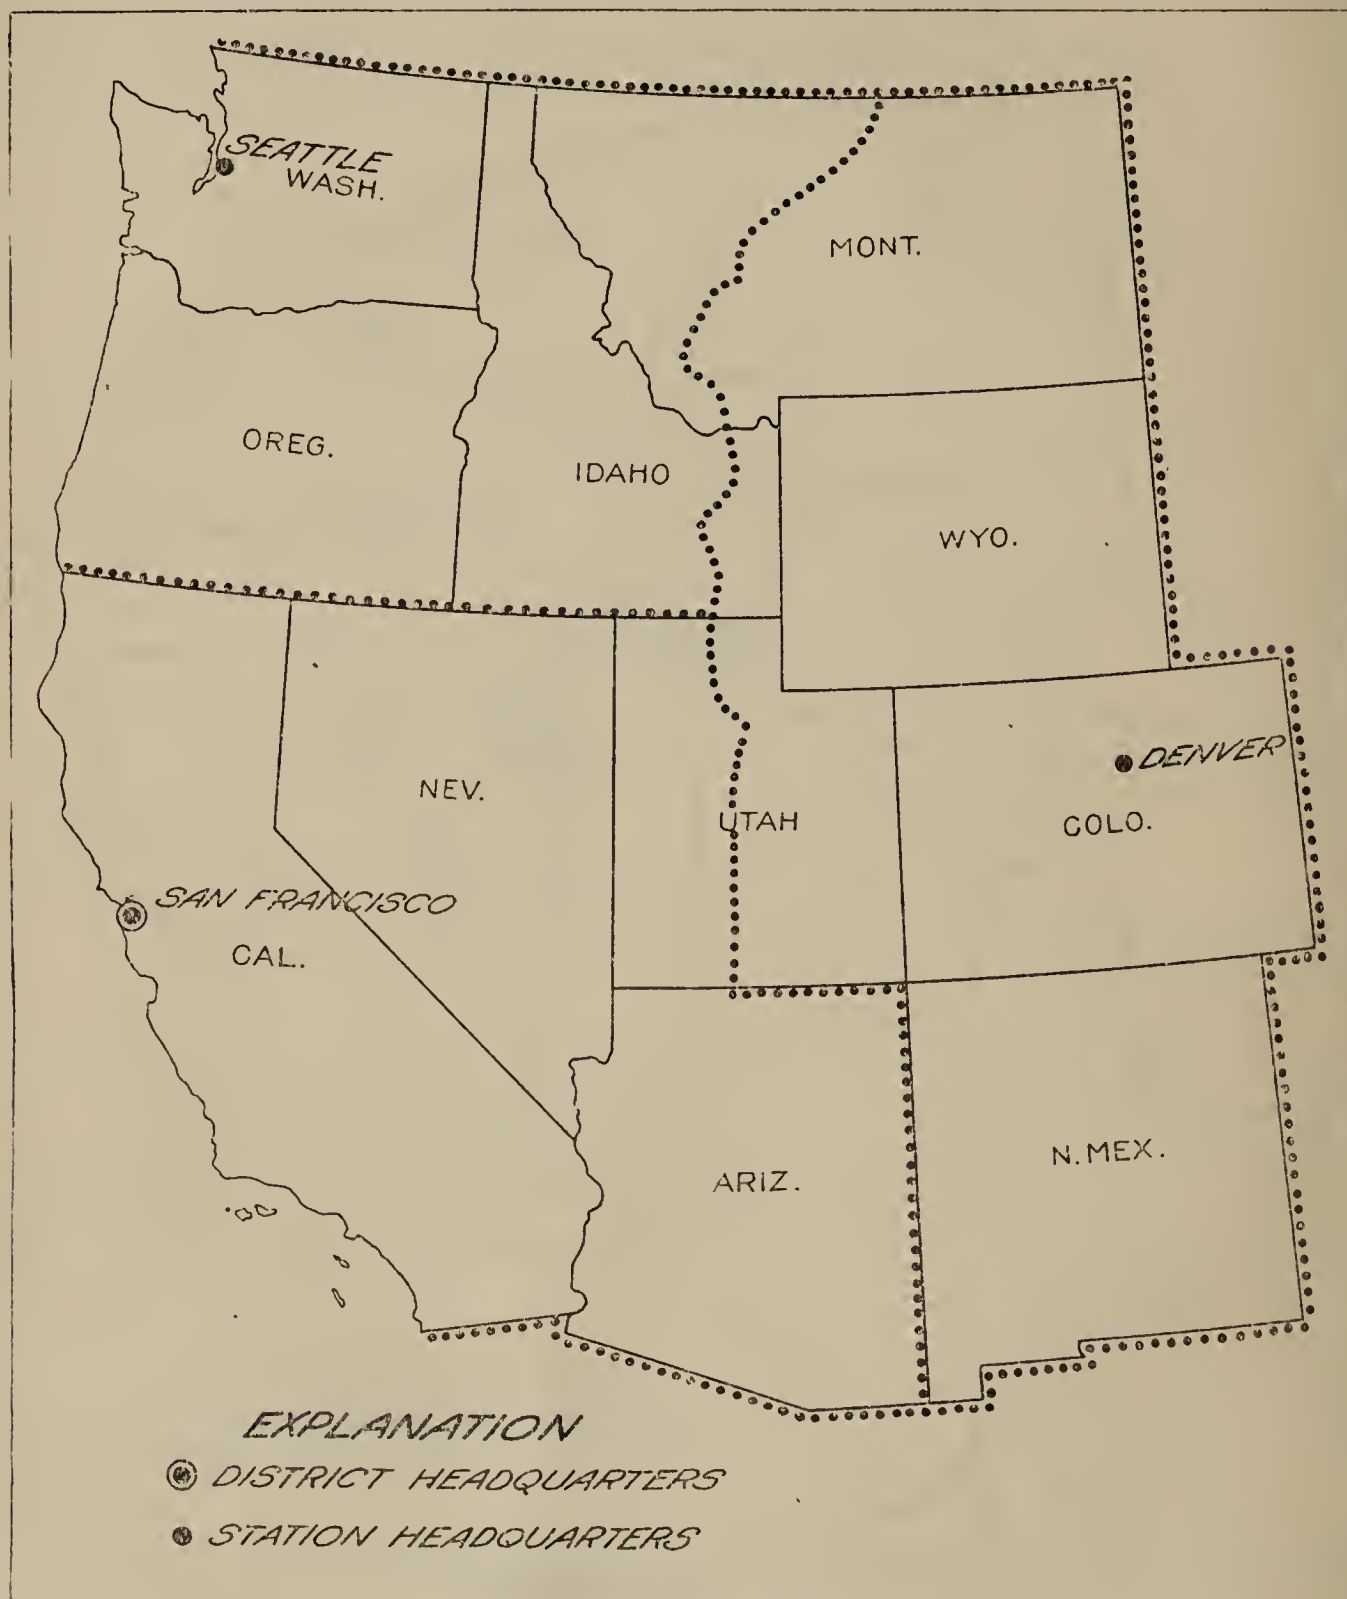 SEATTLE
WASH.
MONT.
OREG.
IDAHO
WYO.
NEV.
UTAH
DENVER
COLO.
SAN FRANCISCO
CAL.
ARIZ.
N. MEX.
EXPLANATION
DISTRICT HEADQUARTERS
STATION HEADQUARTERS